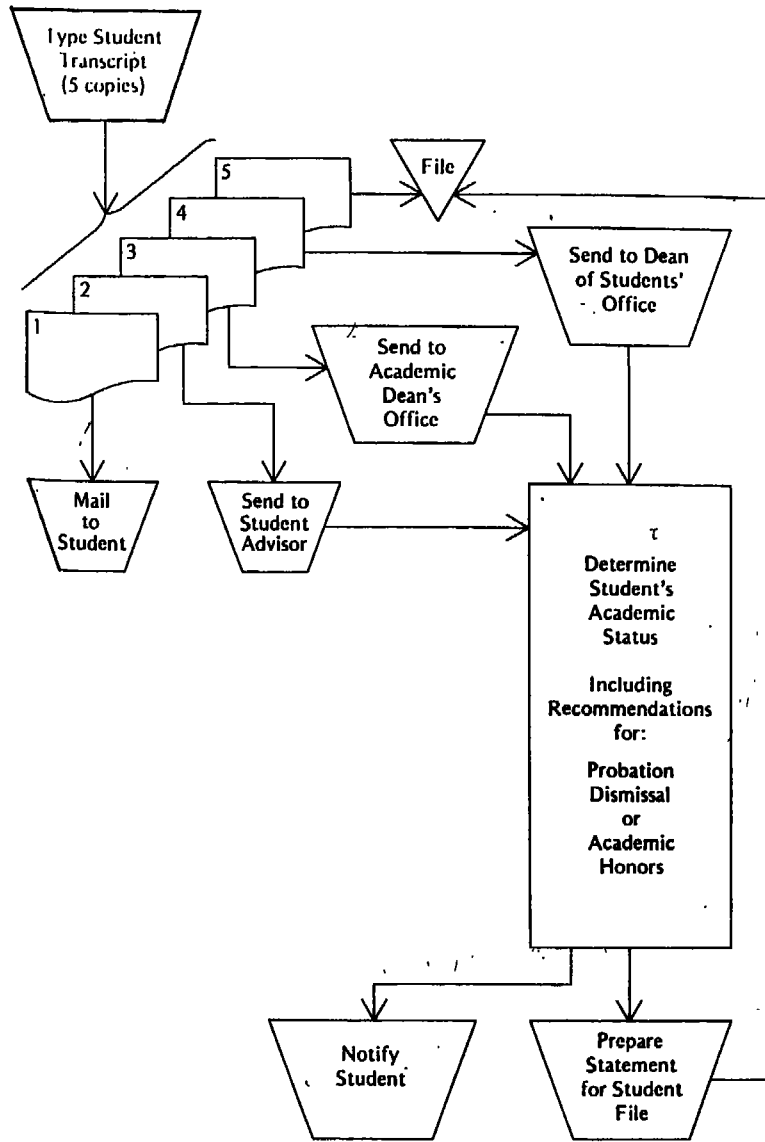 Type Student
Transcript
(5 copies)
5
File
4
3
Send to Dean
of Students'
Office
2
1
Send to
Academic
Dean's
Office
Mail
to
Student
Send to
Student
Advisor
Determine
Student's
Academic
Status
Including
Recommendations
for:
Probation
Dismissal
or
Academic
Honors
Notify
Student
Prepare
Statement
for Student
File